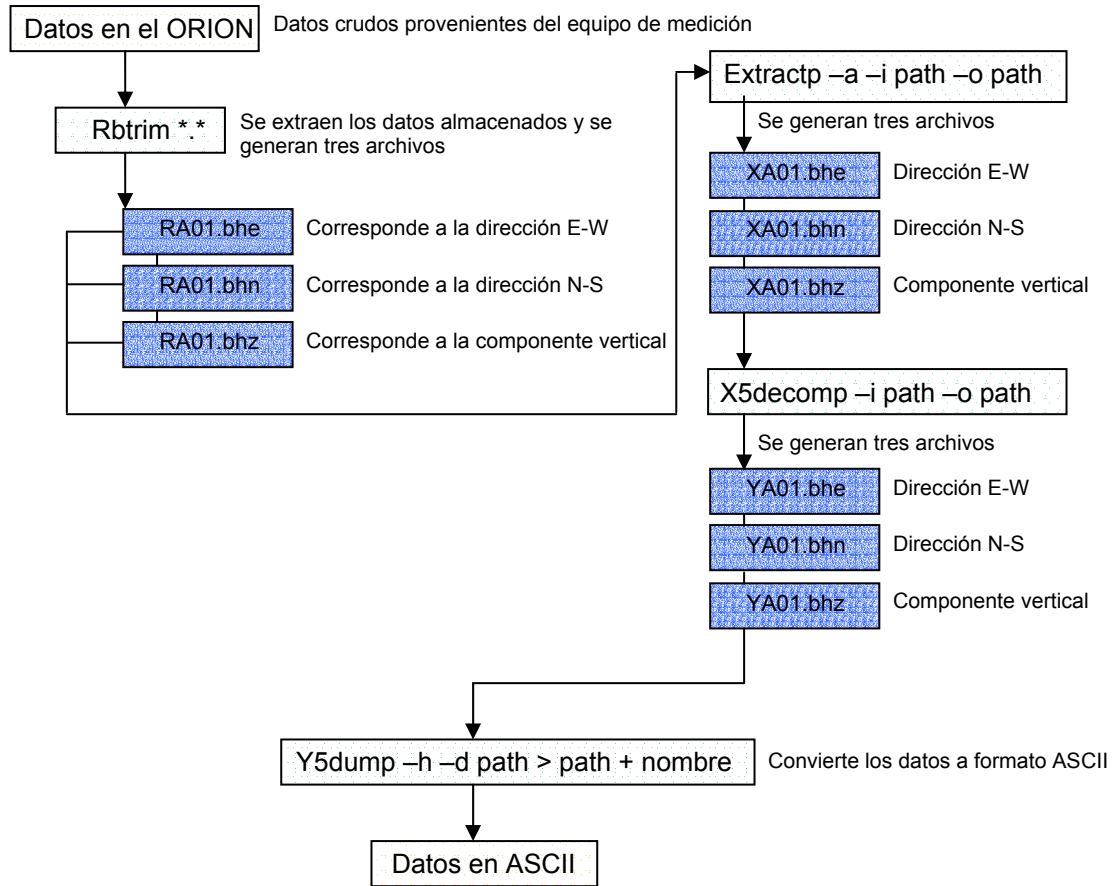 Datos en el ORION
Datos crudos provenientes del equipo de medición
Rbtrim *.*
Se extraen los datos almacenados y se
generan tres archivos
RA01.bhe
Corresponde a la dirección E-W
RA01.bhn
Corresponde a la dirección N-S
RA01.bhz
Corresponde a la componente vertical
Extractp –a –i path –o path
Se generan tres archivos
XA01.bhe
Dirección E-W
XA01.bhn
Dirección N-S
XA01.bhz
Componente vertical
X5decomp –i path –o path
Se generan tres archivos
YA01.bhe
Dirección E-W
YA01.bhn
Dirección N-S
YA01.bhz
Componente vertical
Y5dump –h –d path > path + nombre
Convierte los datos a formato ASCII
Datos en ASCII